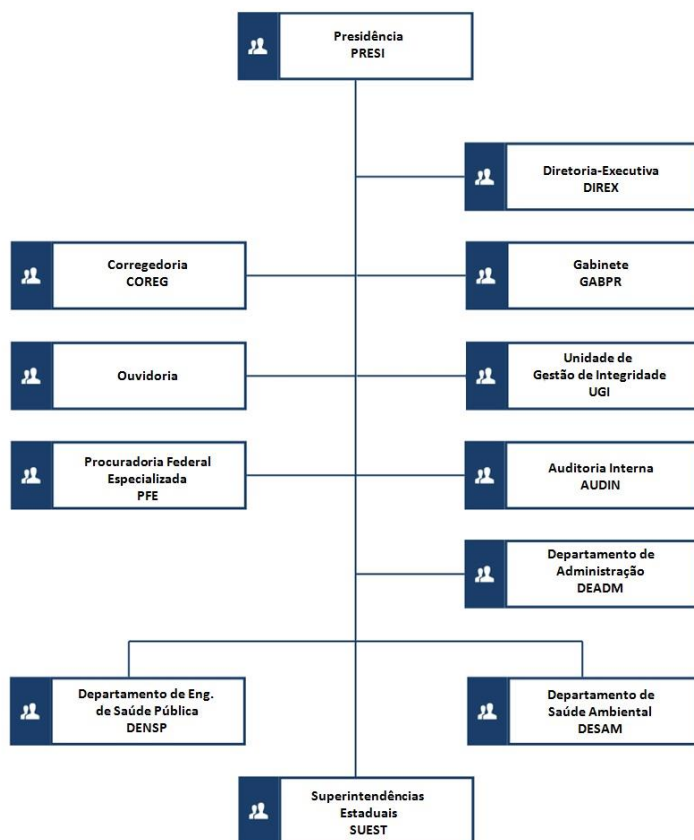 Presidência
PRESI
Diretoria-Executiva
DIREX
Corregedoria
COREG
Gabinete
GABPR
Ouvidoria
Unidade de
Gestão de Integridade
UGI
Procuradoria Federal
Especializada
PFE
Auditoria Interna
AUDIN
Departamento de
Administração
DEADM
Departamento de Eng.
de Saúde Pública
DENSP
Departamento de
Saúde Ambiental
DESAM
Superintendências
Estaduais
SUEST